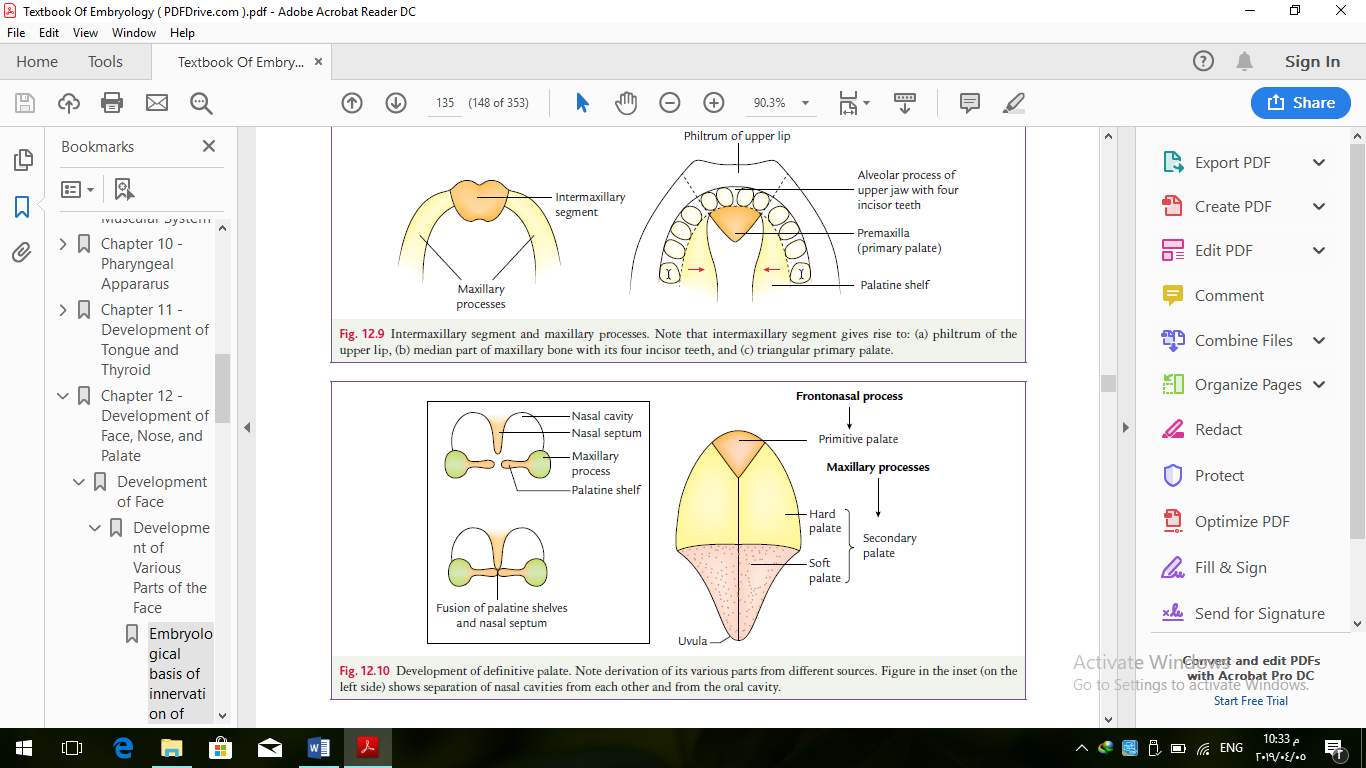 Textbook Of Embryology ( PDFDrive.com ).pdf - Adobe Acrobat Reader DC
File Edit View Window Help
Home Tools Textbook Of Embry... × Sign In
135 (148 of 353) 90.3% Share
Bookmarks
Muscular System
Chapter 10 -
Pharyngeal
Appararus
Chapter 11 -
Development of
Tongue and
Thyroid
Chapter 12 -
Development of
Face, Nose, and
Palate
Development
of Face
Developme
nt of
Various
Parts of the
Face
Embryolo
gical
basis of
innervati
on of
Philtrum of upper lip
Intermaxillary
segment
Maxillary
processes
Alveolar process of
upper jaw with four
incisor teeth
Premaxilla
(primary palate)
Palatine shelf
Fig. 12.9 Intermaxillary segment and maxillary processes. Note that intermaxillary segment gives rise to: (a) philtrum of the
upper lip, (b) median part of maxillary bone with its four incisor teeth, and (c) triangular primary palate.
Nasal cavity
Nasal septum
Maxillary
process
Palatine shelf
Fusion of palatine shelves
and nasal septum
Frontonasal process
Primitive palate
Maxillary processes
Hard
palate
Secondary
palate
Soft
palate
Uvula
Fig. 12.10 Development of definitive palate. Note derivation of its various parts from different sources. Figure in the inset (on the
left side) shows separation of nasal cavities from each other and from the oral cavity.
Export PDF
Create PDF
Edit PDF
Comment
Combine Files
Organize Pages
Redact
Protect
Optimize PDF
Fill & Sign
Send for Signature
Convert and edit PDFs
with Acrobat Pro DC
Start Free Trial
Activate Windows
Go to Settings to activate Windows.
ENG
10:33 م
٢٠١٩/٠٤/٠٥